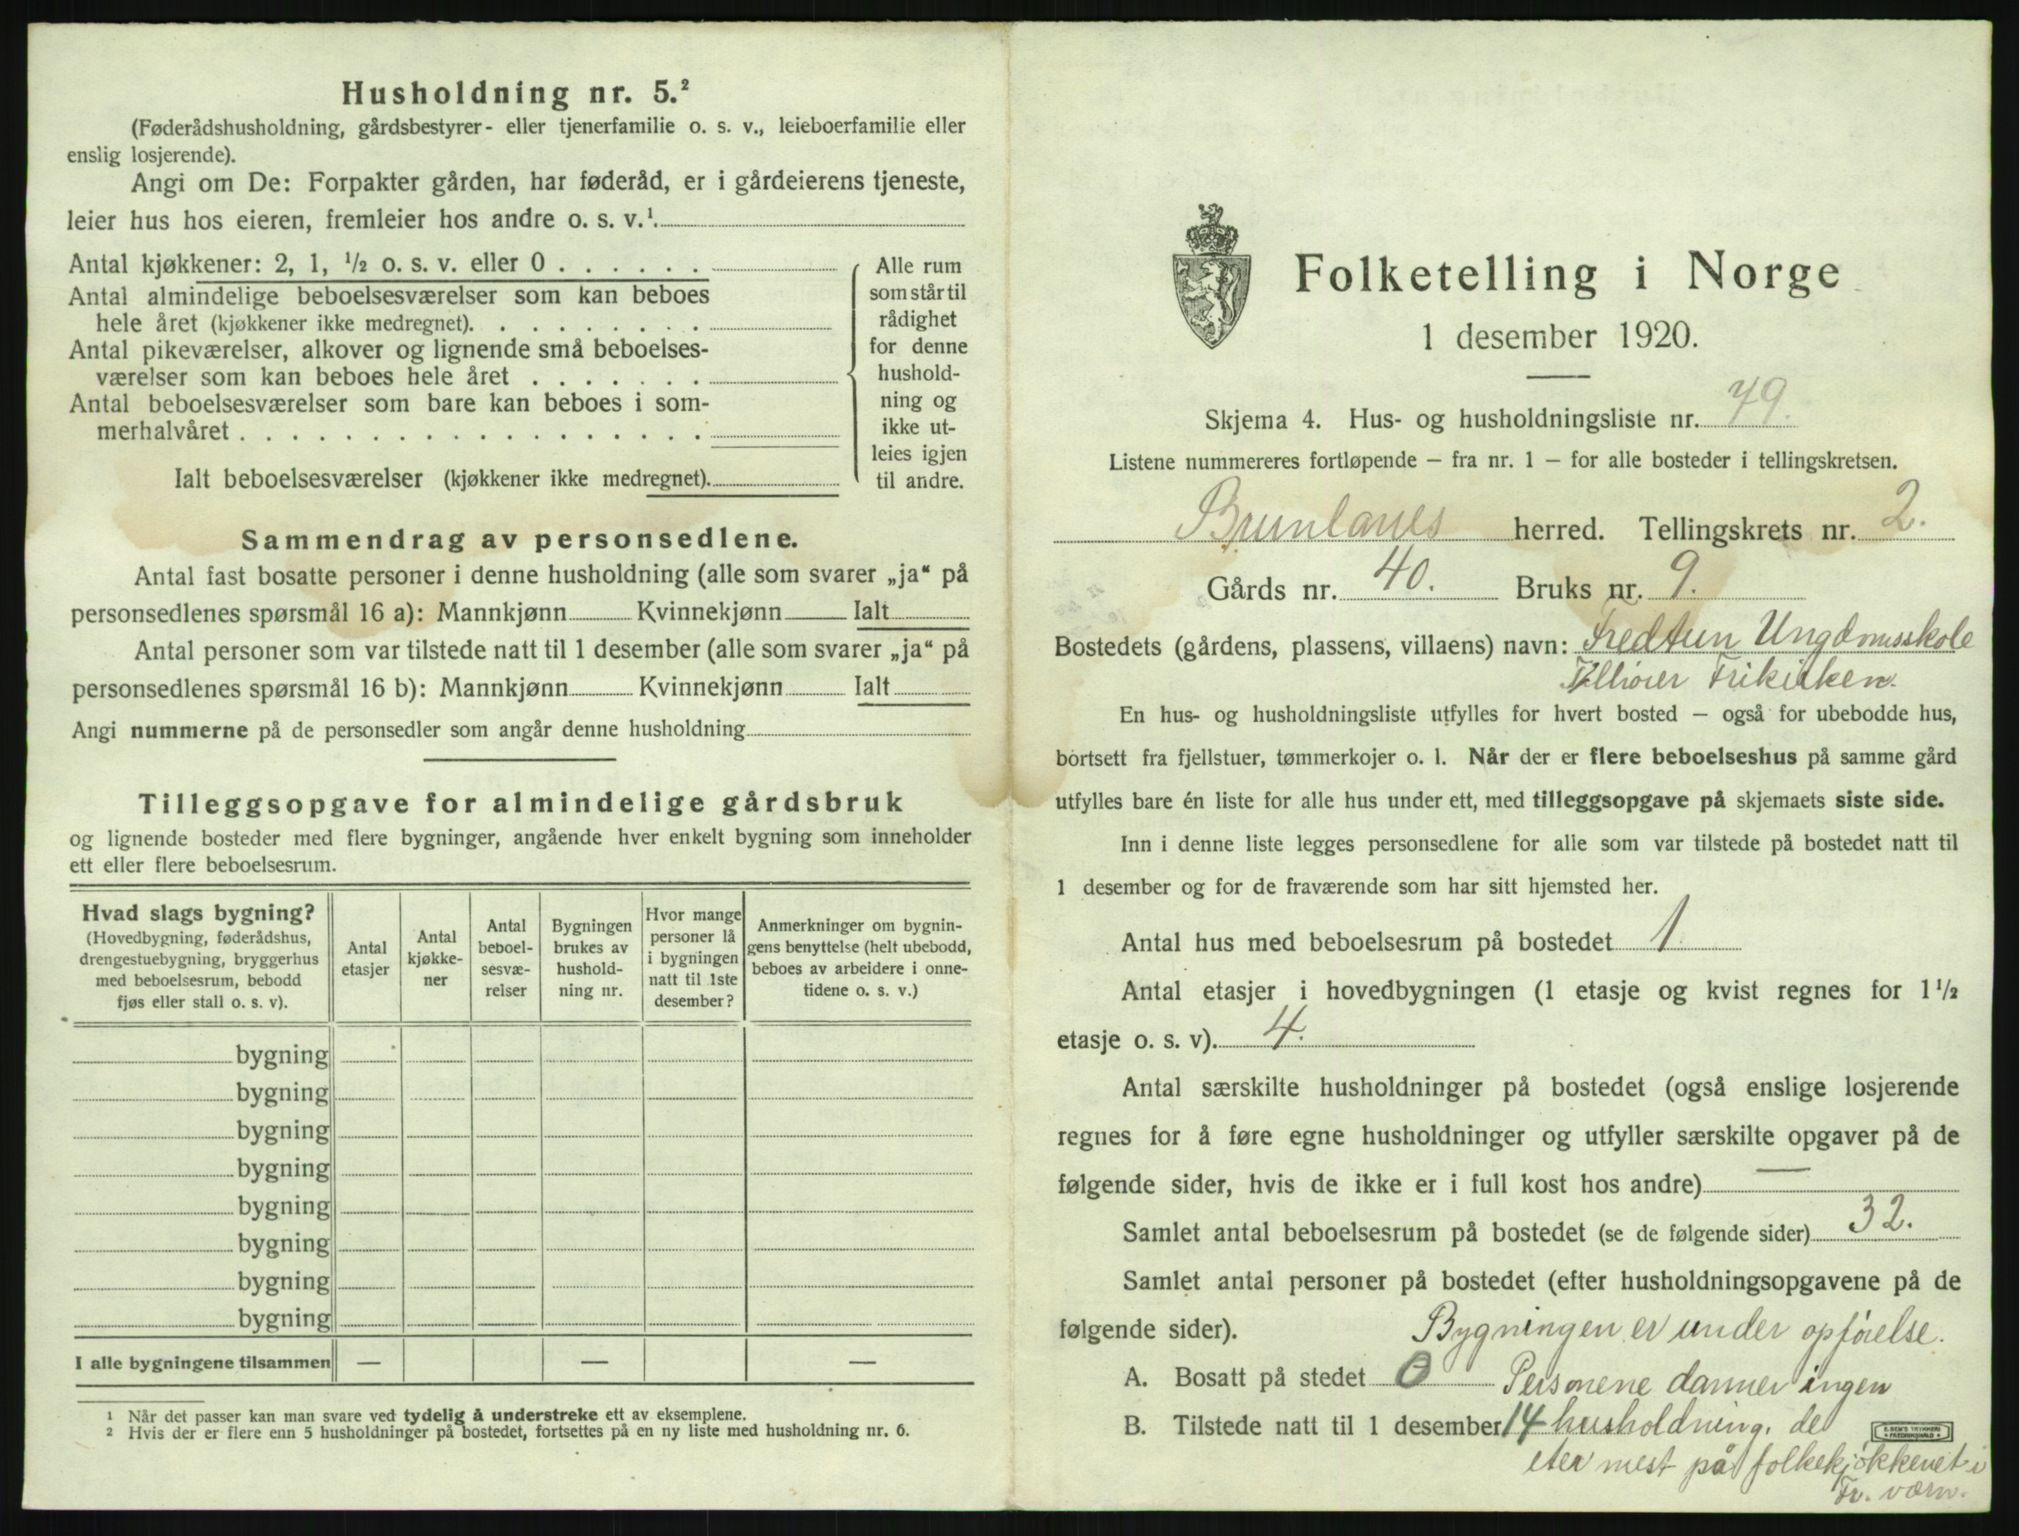 Husholdning nr. 5.²
(Føderådshusholdning, gårdsbestyrer- eller tjenerfamilie o. s. v., leieboerfamilie eller
enslig losjerende).
Angi om De: Forpakter gården, har føderåd, er i gårdeierens tjeneste,
leier hus hos eieren, fremleier hos andre o. s. v.¹.
Antal kjøkkener: 2, 1, ½ o. s. v. eller 0 . . . . . .
Antal almindelige beboelsesværelser som kan beboes
hele året (kjøkkener ikke medregnet). . . . . . . . .
Antal pikeværelser, alkover og lignende små beboelses-
værelser som kan beboes hele året . . . . . . .
Antal beboelsesværelser som bare kan beboes i som-
merhalvåret . . . . . . . . . . . . . . . . . .
Ialt beboelsesværelser (kjøkkener ikke medregnet).
Alle rum
som står til
rådighet
for denne
hushold-
ning og
ikke ut-
leies igjen
til andre.
Sammendrag av personsedlene.
Antal fast bosatte personer i denne husholdning (alle som svarer „ja“ på
personsedlenes spørsmål 16 a): Mannkjønn Kvinnekjønn Ialt
Antal personer som var tilstede natt til 1 desember (alle som svarer „ja“ på
personsedlenes spørsmål 16 b): Mannkjønn Kvinnekjønn Ialt
Angi nummerne på de personsedler som angår denne husholdning
Tilleggsopgave for almindelige gårdsbruk
og lignende bosteder med flere bygninger, angående hver enkelt bygning som inneholder
ett eller flere beboelsesrum.
Hvad slags bygning?
(Hovedbygning, føderådshus,
drengestuebygning, bryggerhus
med beboelsesrum, bebodd
fjøs eller stall o. s. v).
Antal
etasjer
Antal
kjøkke-
ner
Antal
beboel-
sesvæ-
relser
Bygningen
brukes av
hushold-
ning nr.
Hvor mange
personer lå
i bygningen
natt til 1ste
desember?
Anmerkninger om bygnin-
gens benyttelse (helt ubebodd,
beboes av arbeidere i onne-
tidene o. s. v.)
bygning
bygning
bygning
bygning
bygning
bygning
bygning
bygning
I alle bygningene tilsammen — — —
¹ Når det passer kan man svare ved tydelig å understreke ett av eksemplene.
² Hvis der er flere enn 5 husholdninger på bostedet, fortsettes på en ny liste med husholdning nr. 6.
Folketelling i Norge
1 desember 1920.
Skjema 4. Hus- og husholdningsliste nr. 79.
Listene nummereres fortløpende – fra nr. 1 – for alle bosteder i tellingskretsen.
Brunlanes herred. Tellingskrets nr. 2.
Gårds nr. 40. Bruks nr. 9.
Bostedets (gårdens, plassens, villaens) navn: Fredtun Ungdomsskole
Tilhører Frikirken.
En hus- og husholdningsliste utfylles for hvert bosted – også for ubebodde hus,
bortsett fra fjellstuer, tømmerkojer o. l. Når der er flere beboelseshus på samme gård
utfylles bare én liste for alle hus under ett, med tilleggsopgave på skjemaets siste side.
Inn i denne liste legges personsedlene for alle som var tilstede på bostedet natt til
1 desember og for de fraværende som har sitt hjemsted her.
Antal hus med beboelsesrum på bostedet 1
Antal etasjer i hovedbygningen (1 etasje og kvist regnes for 1½
etasje o. s. v). 4.
Antal særskilte husholdninger på bostedet (også enslige losjerende
regnes for å føre egne husholdninger og utfyller særskilte opgaver på de
følgende sider, hvis de ikke er i full kost hos andre) —
Samlet antal beboelsesrum på bostedet (se de følgende sider) 32.
Samlet antal personer på bostedet (efter husholdningsopgavene på de
følgende sider). Bygningen er under opførelse.
A. Bosatt på stedet 0 Personene danner ingen
B. Tilstede natt til 1 desember 14 husholdning, de
eter mest på folkekjøkkenet i
Fr. værn.
E. SEM'S TRYKKERI
FREDRIKSHALD